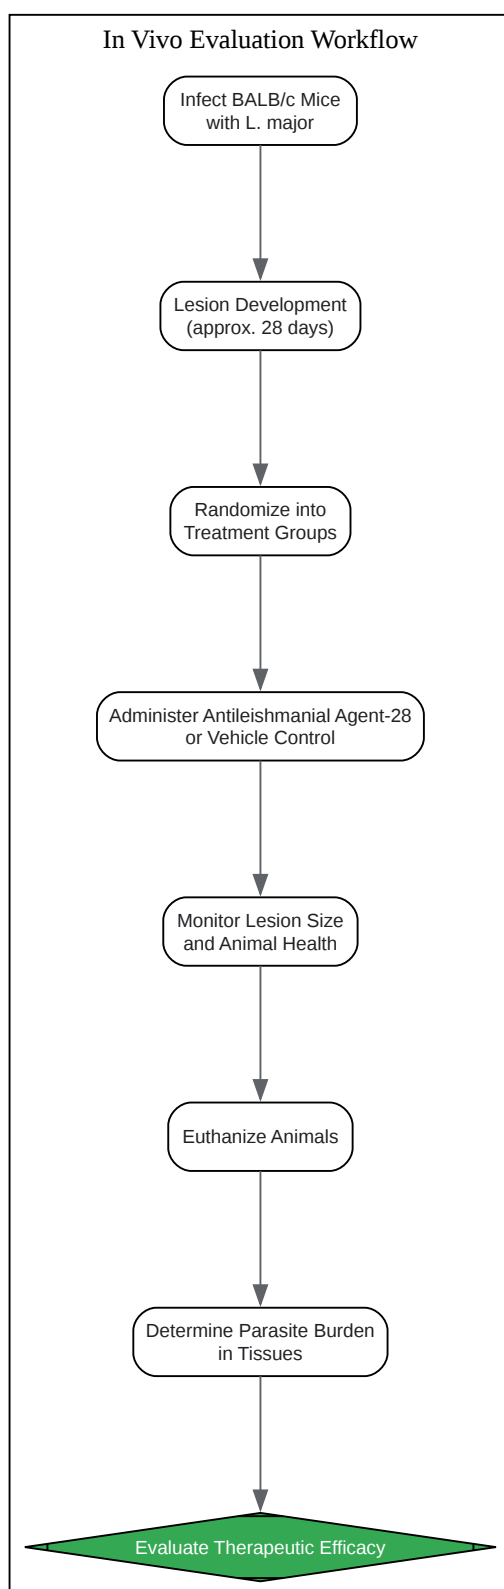 In Vivo Evaluation Workflow
Infect BALB/c Mice
with L. major
Lesion Development
(approx. 28 days)
Randomize into
Treatment Groups
Administer Antileishmanial Agent-28
or Vehicle Control
Monitor Lesion Size
and Animal Health
Euthanize Animals
Determine Parasite Burden
in Tissues
Evaluate Therapeutic Efficacy